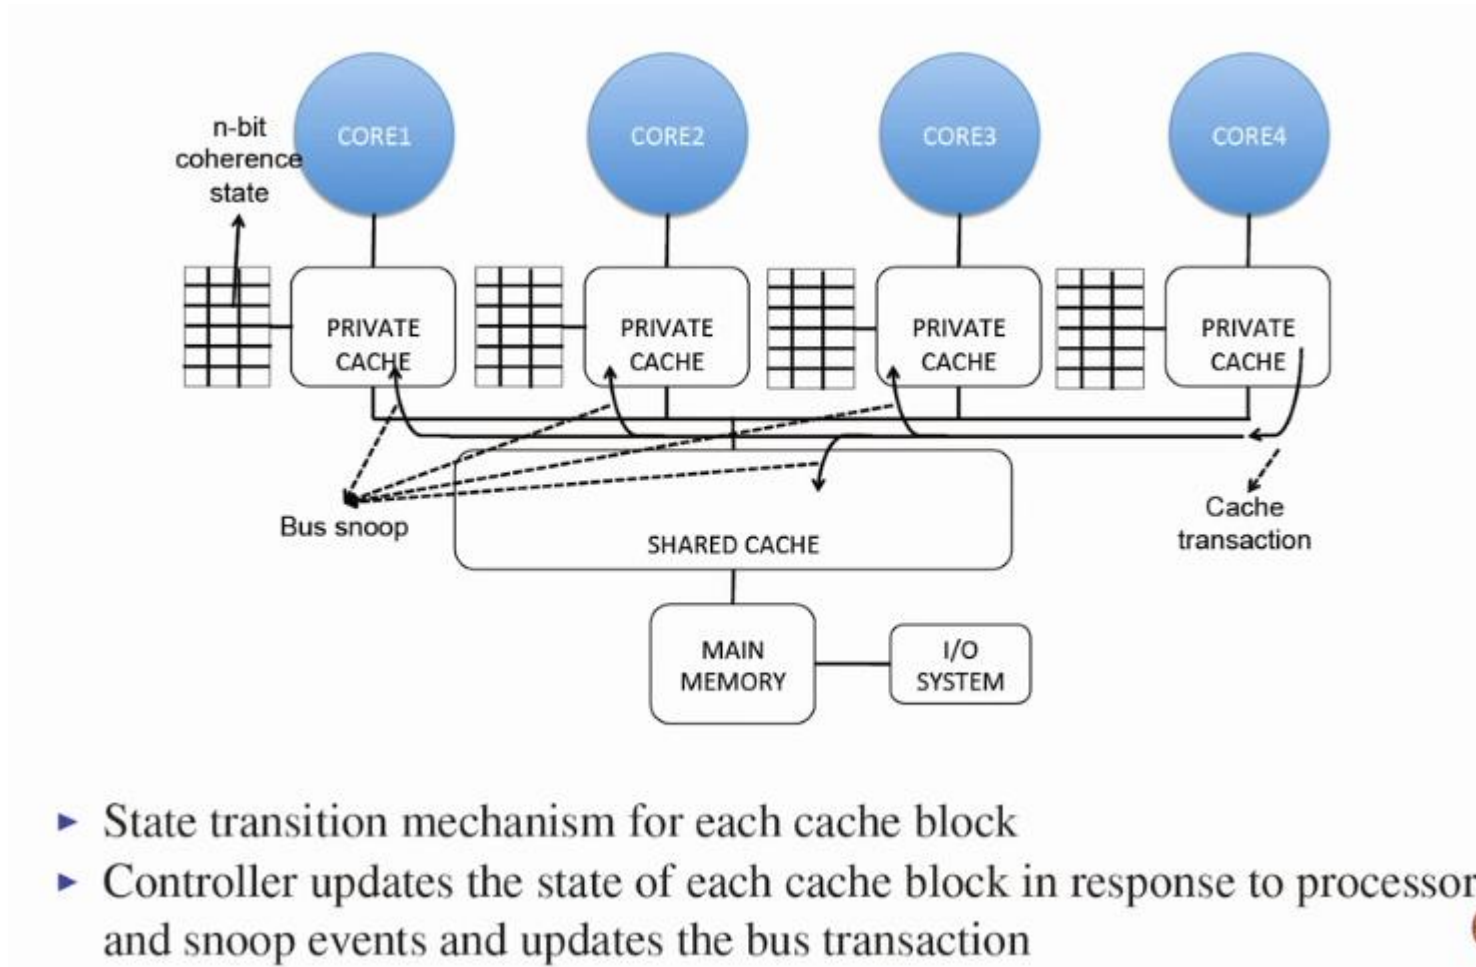 n-bit
coherence
state
CORE1
CORE2
CORE3
CORE4
PRIVATE
CACHE
PRIVATE
CACHE
PRIVATE
CACHE
PRIVATE
CACHE
Bus snoop
SHARED CACHE
Cache
transaction
MAIN
MEMORY
I/O
SYSTEM
► State transition mechanism for each cache block
► Controller updates the state of each cache block in response to processor
and snoop events and updates the bus transaction